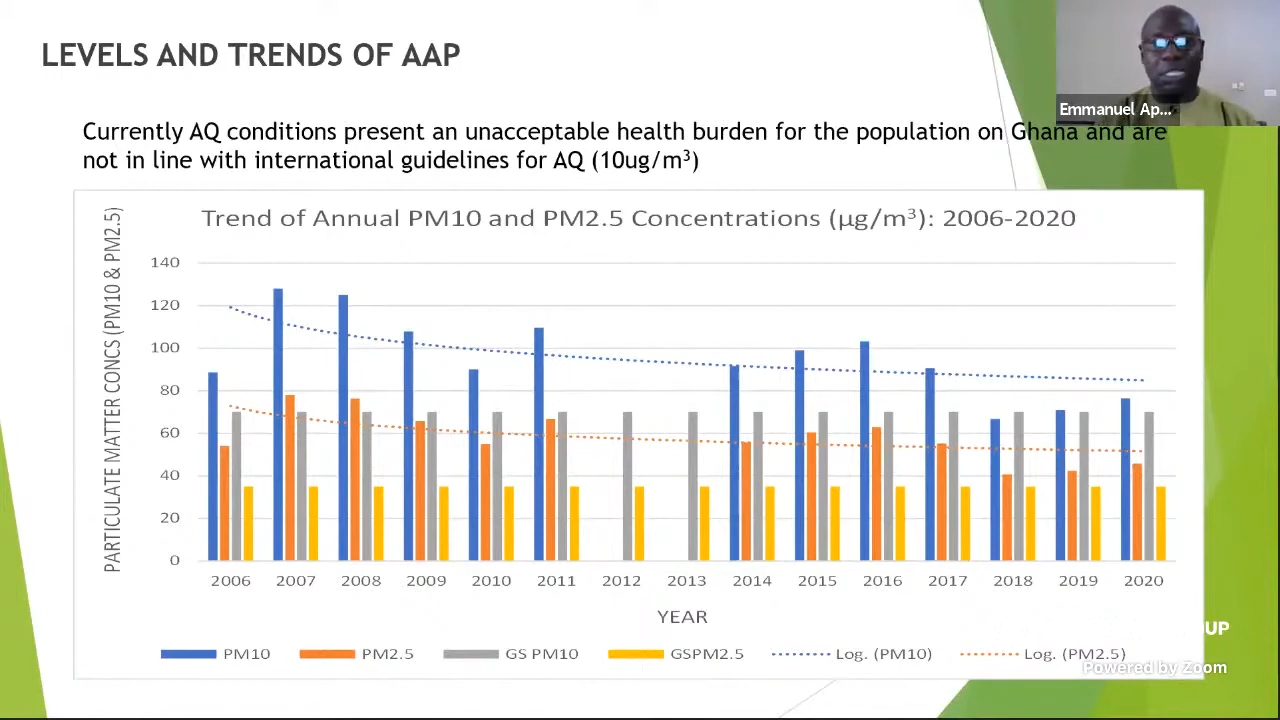 LEVELS AND TRENDS OF AAP
Emmanuel Ap...
Currently AQ conditions present an unacceptable health burden for the population on Ghana and are
not in line with international guidelines for AQ (10ug/m³)
Trend of Annual PM10 and PM2.5 Concentrations (µg/m³): 2006-2020
PARTICULATE MATTER CONCS (PM10 & PM2.5)
140
120
100
80
60
40
20
0
2006 2007 2008 2009 2010 2011 2012 2013 2014 2015 2016 2017 2018 2019 2020
YEAR
UP
PM10 PM2.5 GS PM10 GSPM2.5 Log. (PM10) Log. (PM2.5)
Powered by Zoom